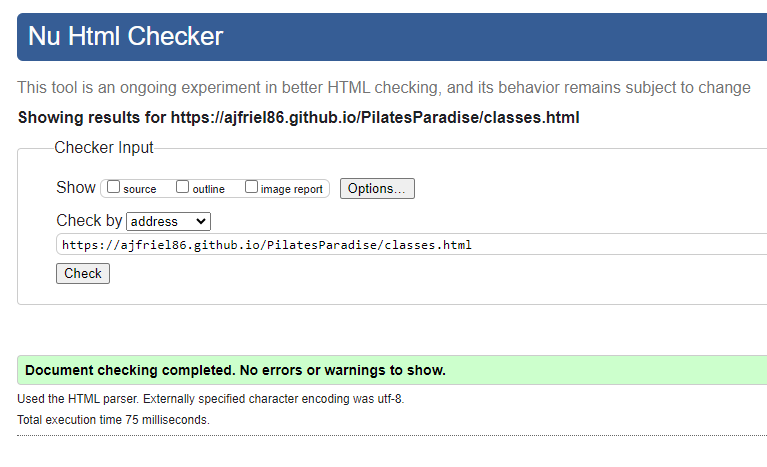 Nu Html Checker
This tool is an ongoing experiment in better HTML checking, and its behavior remains subject to change
Showing results for https://ajfriel86.github.io/PilatesParadise/classes.html
Checker Input
Show source outline image report Options...
Check by address
https://ajfriel86.github.io/PilatesParadise/classes.html
Check
Document checking completed. No errors or warnings to show.
Used the HTML parser. Externally specified character encoding was utf-8.
Total execution time 75 milliseconds.